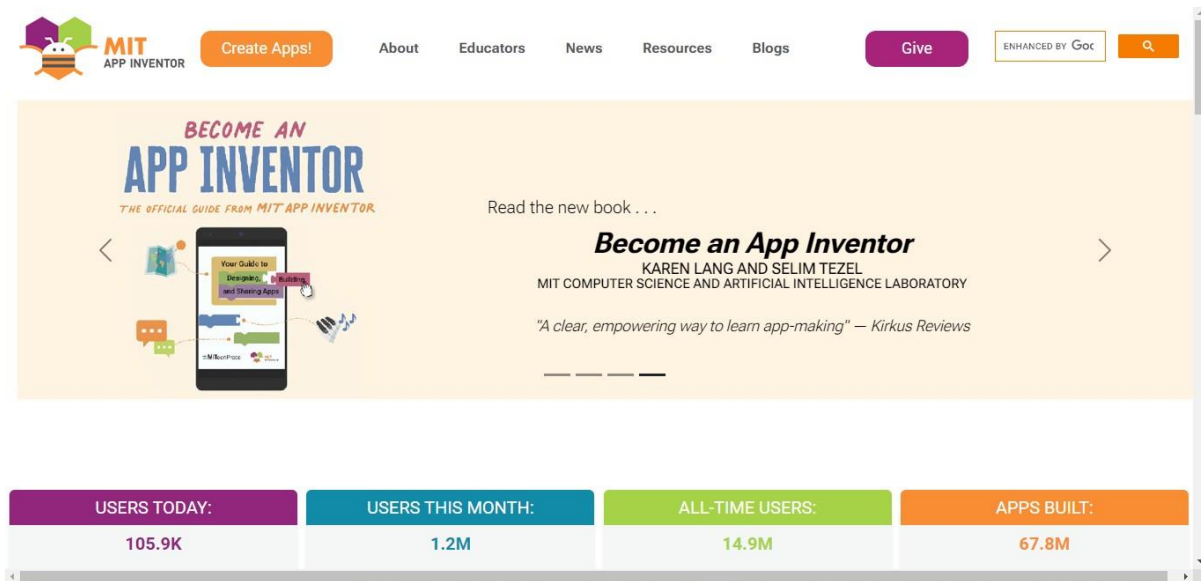 MIT
APP INVENTOR
Create Apps!
About
Educators
News
Resources
Blogs
Give
ENHANCED BY Goo
BECOME AN
APP INVENTOR
THE OFFICIAL GUIDE FROM MIT APP INVENTOR
Your Guide to
Designing, Building,
and Sharing Apps
MITeenPress
Read the new book . . .
Become an App Inventor
KAREN LANG AND SELIM TEZEL
MIT COMPUTER SCIENCE AND ARTIFICIAL INTELLIGENCE LABORATORY
"A clear, empowering way to learn app-making" — Kirkus Reviews
USERS TODAY:
105.9K
USERS THIS MONTH:
1.2M
ALL-TIME USERS:
14.9M
APPS BUILT:
67.8M